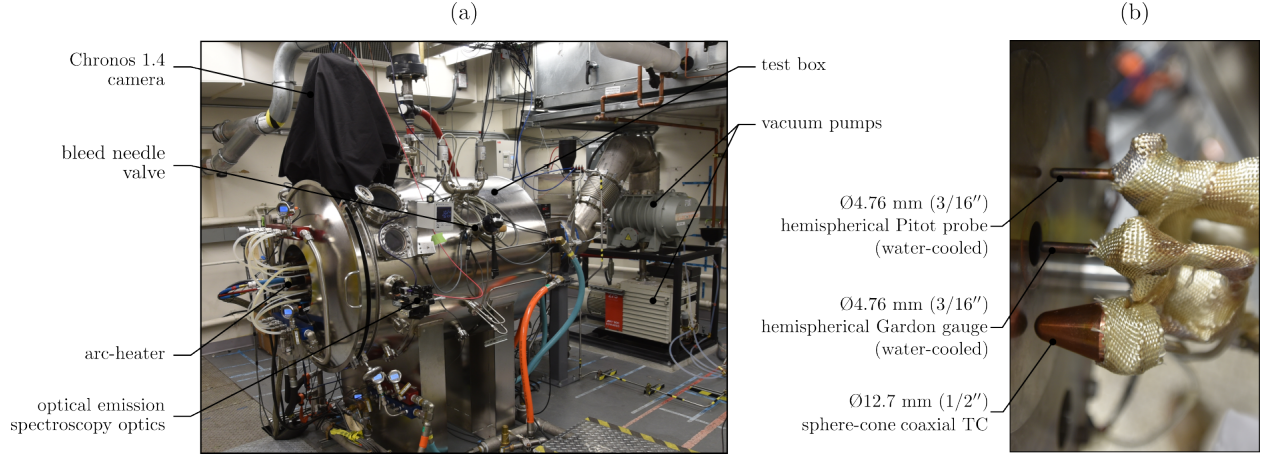 (a)
Chronos 1.4
camera
bleed needle
valve
arc-heater
optical emission
spectroscopy optics
test box
vacuum pumps
(b)
Ø4.76 mm (3/16″)
hemispherical Pitot probe
(water-cooled)
Ø4.76 mm (3/16″)
hemispherical Gardon gauge
(water-cooled)
Ø12.7 mm (1/2″)
sphere-cone coaxial TC